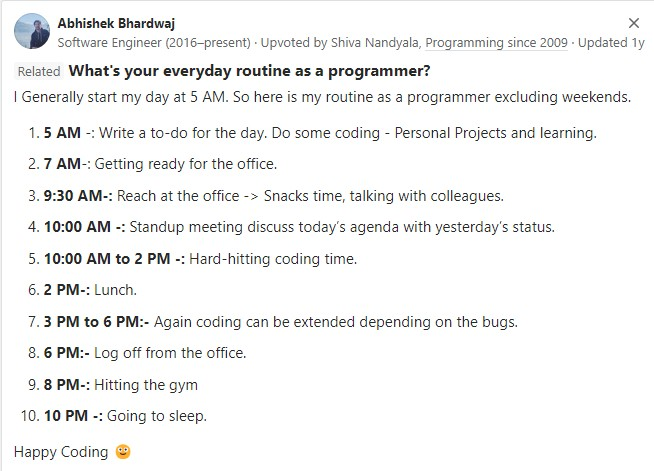 Abhishek Bhardwaj
Software Engineer (2016–present) · Upvoted by Shiva Nandyala, Programming since 2009 · Updated 1y
Related What's your everyday routine as a programmer?
I Generally start my day at 5 AM. So here is my routine as a programmer excluding weekends.
1. 5 AM -: Write a to-do for the day. Do some coding - Personal Projects and learning.
2. 7 AM-: Getting ready for the office.
3. 9:30 AM-: Reach at the office -> Snacks time, talking with colleagues.
4. 10:00 AM -: Standup meeting discuss today’s agenda with yesterday’s status.
5. 10:00 AM to 2 PM -: Hard-hitting coding time.
6. 2 PM-: Lunch.
7. 3 PM to 6 PM:- Again coding can be extended depending on the bugs.
8. 6 PM:- Log off from the office.
9. 8 PM-: Hitting the gym
10. 10 PM -: Going to sleep.
Happy Coding 🙂